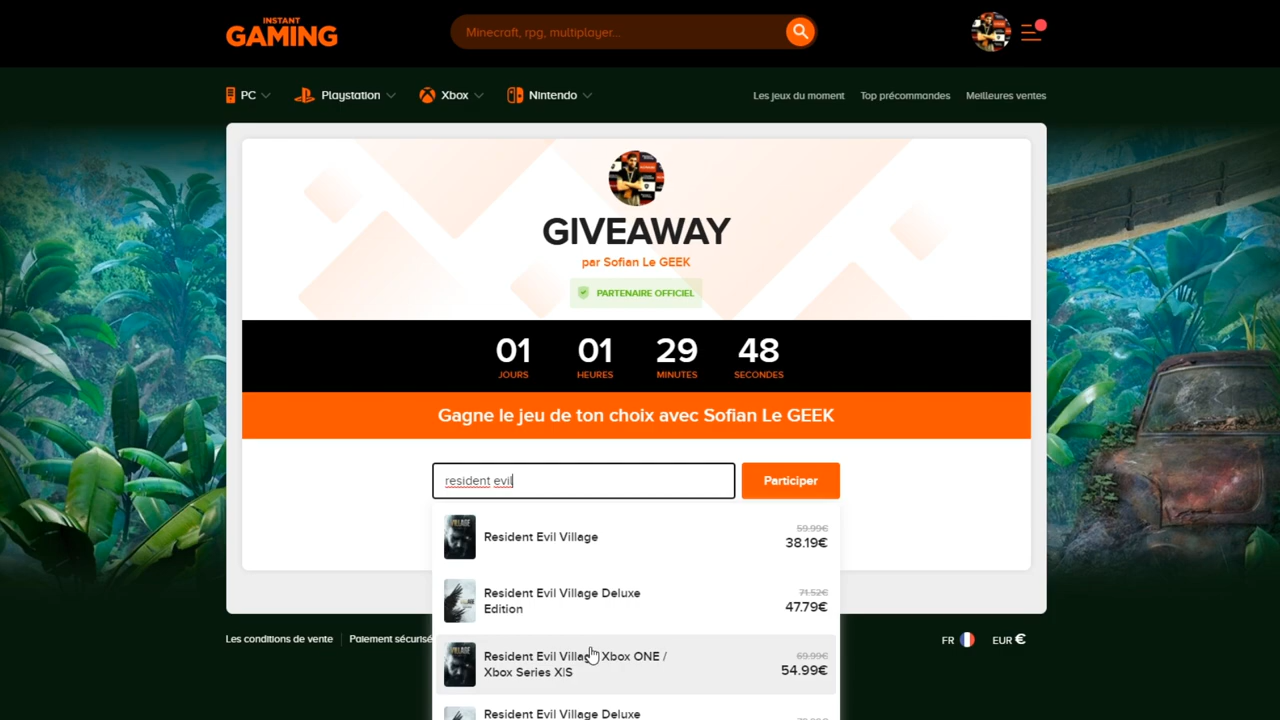 INSTANT
GAMING
Minecraft, rpg, multiplayer...
PC
Playstation
Xbox
Nintendo
Les jeux du moment
Top précommandes
Meilleures ventes
GIVEAWAY
par Sofian Le GEEK
PARTENAIRE OFFICIEL
01 01 29 48
JOURS HEURES MINUTES SECONDES
Gagne le jeu de ton choix avec Sofian Le GEEK
resident evil
Participer
Resident Evil Village
59.99€
38.19€
Resident Evil Village Deluxe
Edition
71.52€
47.79€
Resident Evil Village Xbox ONE /
Xbox Series X|S
69.99€
54.99€
Resident Evil Village Deluxe
Les conditions de vente
Paiement sécurisé
FR
EUR €